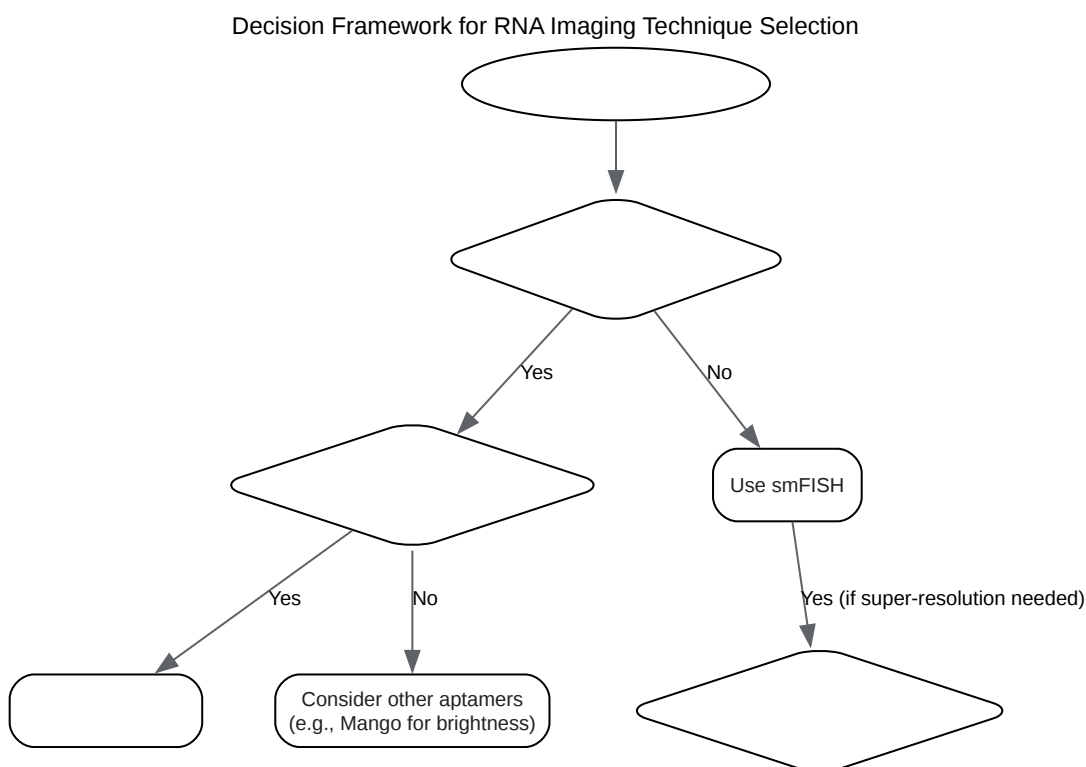 Decision Framework for RNA Imaging Technique Selection
Yes
No
Use smFISH
Yes
No
Yes (if super-resolution needed)
Consider other aptamers
(e.g., Mango for brightness)